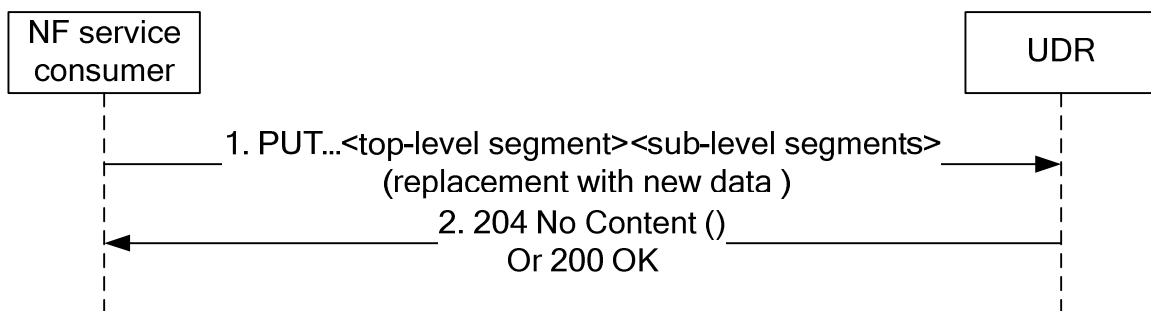 NF service
consumer
UDR
1. PUT...<top-level segment><sub-level segments>
(replacement with new data )
2. 204 No Content ()
Or 200 OK